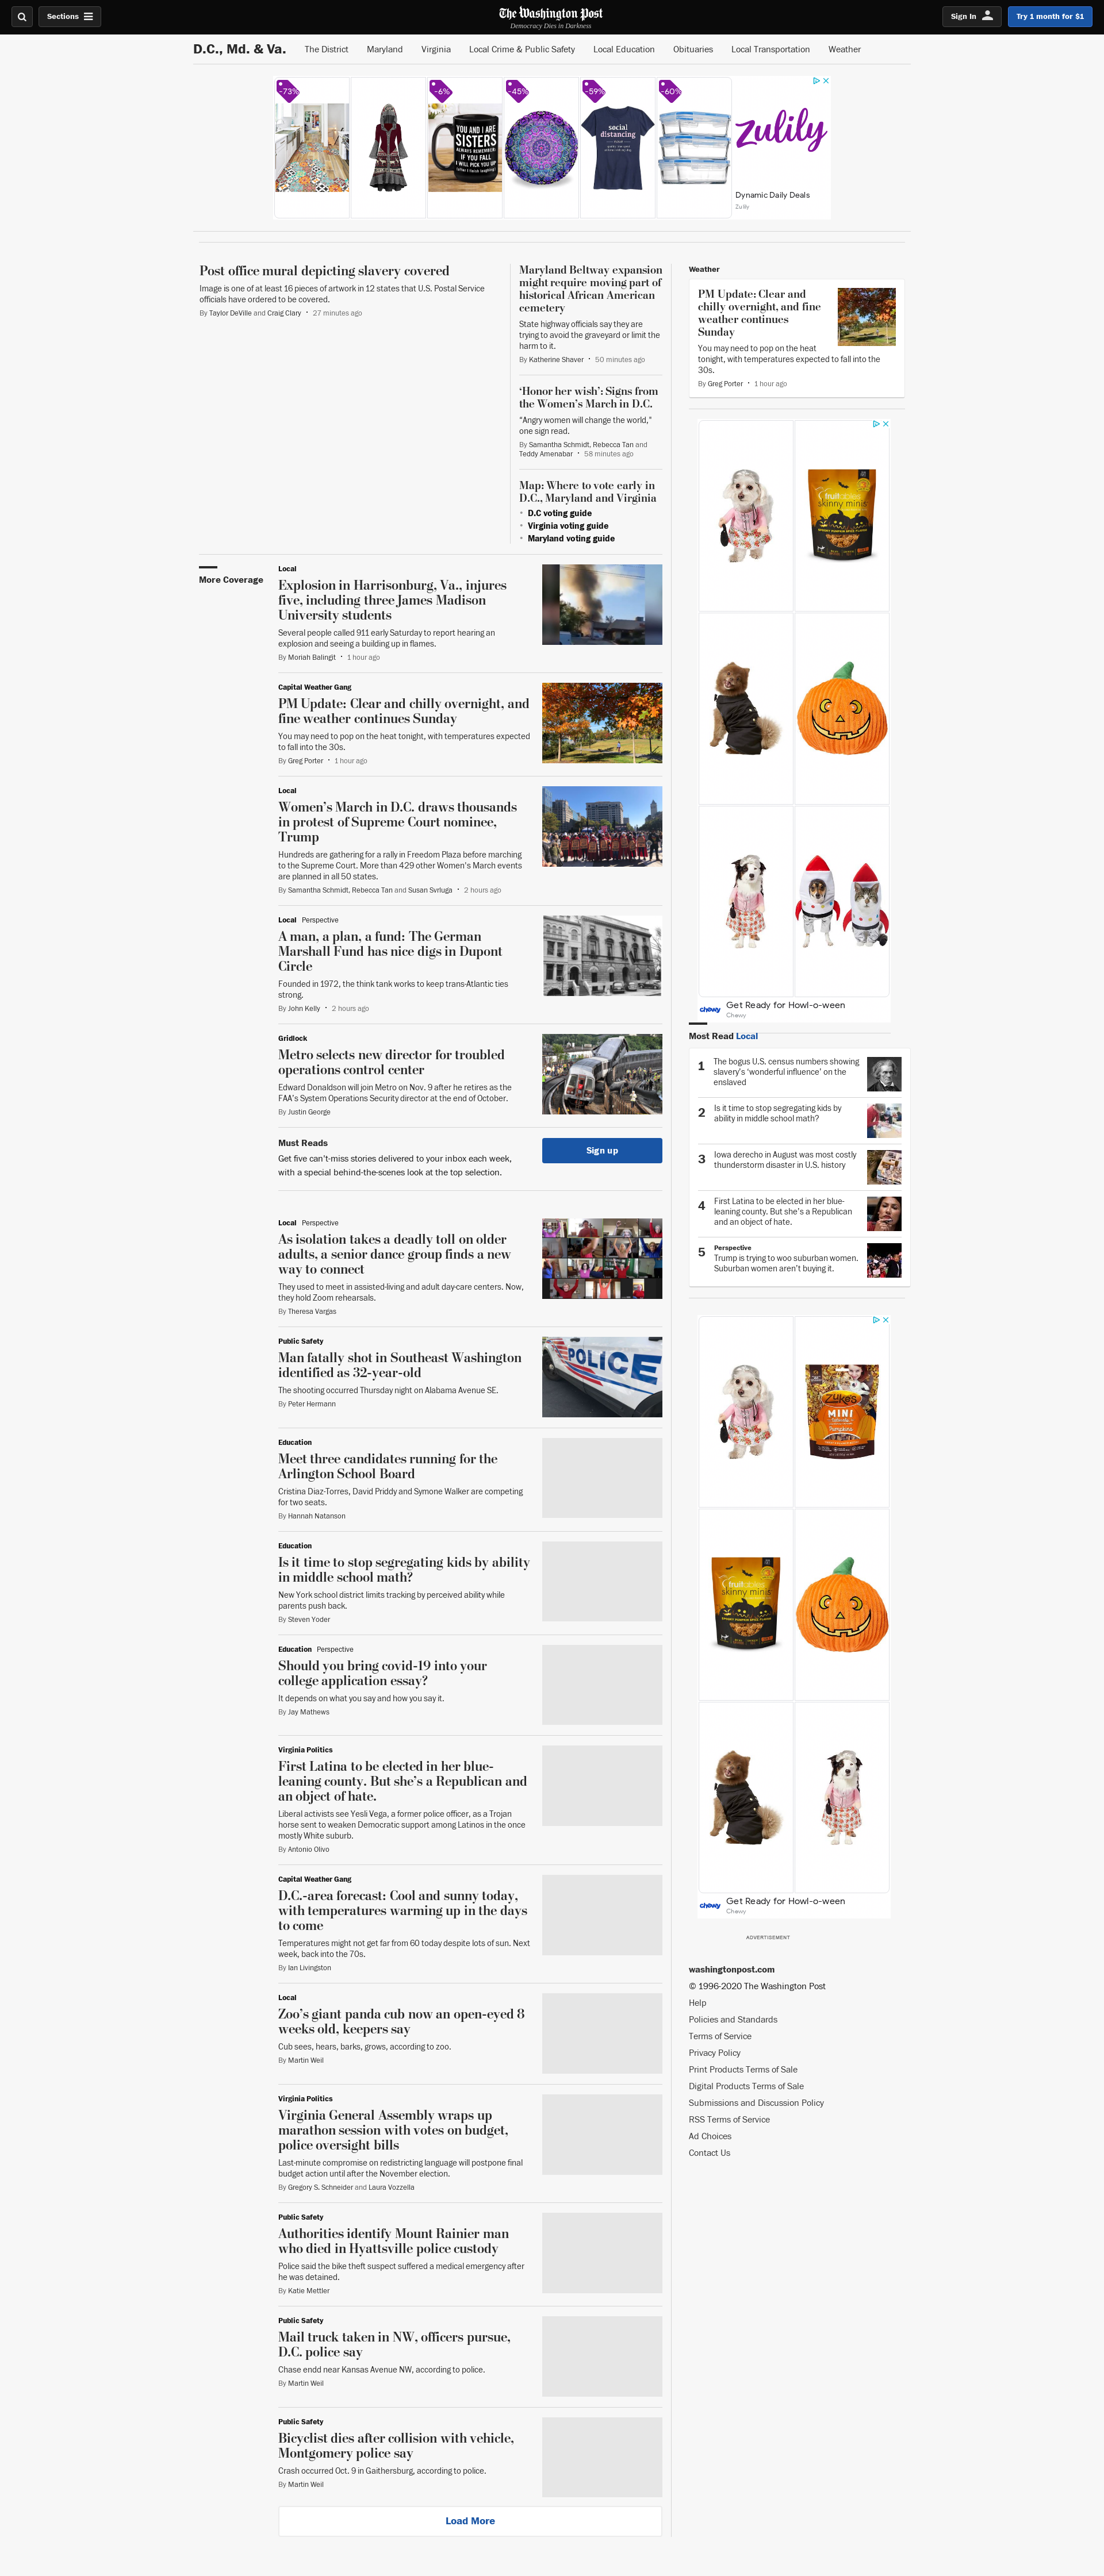 Sections
The Washington Post
Democracy Dies in Darkness
Sign In
Try 1 month for $1
D.C., Md. & Va.
The District
Maryland
Virginia
Local Crime & Public Safety
Local Education
Obituaries
Local Transportation
Weather
-73%
-6%
-45%
-59%
-60%
YOU AND I ARE
SISTERS
ALWAYS REMEMBER
IF YOU FALL
I WILL PICK YOU UP
social
distancing
zulily
Dynamic Daily Deals
Zulily
Post office mural depicting slavery covered
Image is one of at least 16 pieces of artwork in 12 states that U.S. Postal Service
officials have ordered to be covered.
By Taylor DeVille and Craig Clary • 27 minutes ago
Maryland Beltway expansion
might require moving part of
historical African American
cemetery
State highway officials say they are
trying to avoid the graveyard or limit the
harm to it.
By Katherine Shaver • 50 minutes ago
‘Honor her wish’: Signs from
the Women’s March in D.C.
“Angry women will change the world,”
one sign read.
By Samantha Schmidt, Rebecca Tan and
Teddy Amenabar • 58 minutes ago
Map: Where to vote early in
D.C., Maryland and Virginia
• D.C voting guide
• Virginia voting guide
• Maryland voting guide
More Coverage
Local
Explosion in Harrisonburg, Va., injures
five, including three James Madison
University students
Several people called 911 early Saturday to report hearing an
explosion and seeing a building up in flames.
By Moriah Balingit • 1 hour ago
Capital Weather Gang
PM Update: Clear and chilly overnight, and
fine weather continues Sunday
You may need to pop on the heat tonight, with temperatures expected
to fall into the 30s.
By Greg Porter • 1 hour ago
Local
Women’s March in D.C. draws thousands
in protest of Supreme Court nominee,
Trump
Hundreds are gathering for a rally in Freedom Plaza before marching
to the Supreme Court. More than 429 other Women’s March events
are planned in all 50 states.
By Samantha Schmidt, Rebecca Tan and Susan Svrluga • 2 hours ago
Local Perspective
A man, a plan, a fund: The German
Marshall Fund has nice digs in Dupont
Circle
Founded in 1972, the think tank works to keep trans-Atlantic ties
strong.
By John Kelly • 2 hours ago
Gridlock
Metro selects new director for troubled
operations control center
Edward Donaldson will join Metro on Nov. 9 after he retires as the
FAA’s System Operations Security director at the end of October.
By Justin George
Must Reads
Get five can’t-miss stories delivered to your inbox each week,
with a special behind-the-scenes look at the top selection.
Sign up
Local Perspective
As isolation takes a deadly toll on older
adults, a senior dance group finds a new
way to connect
They used to meet in assisted-living and adult day-care centers. Now,
they hold Zoom rehearsals.
By Theresa Vargas
Public Safety
Man fatally shot in Southeast Washington
identified as 32-year-old
The shooting occurred Thursday night on Alabama Avenue SE.
By Peter Hermann
POLICE
Education
Meet three candidates running for the
Arlington School Board
Cristina Diaz-Torres, David Priddy and Symone Walker are competing
for two seats.
By Hannah Natanson
Education
Is it time to stop segregating kids by ability
in middle school math?
New York school district limits tracking by perceived ability while
parents push back.
By Steven Yoder
Education Perspective
Should you bring covid-19 into your
college application essay?
It depends on what you say and how you say it.
By Jay Mathews
Virginia Politics
First Latina to be elected in her blue-
leaning county. But she’s a Republican and
an object of hate.
Liberal activists see Yesli Vega, a former police officer, as a Trojan
horse sent to weaken Democratic support among Latinos in the once
mostly White suburb.
By Antonio Olivo
Capital Weather Gang
D.C.-area forecast: Cool and sunny today,
with temperatures warming up in the days
to come
Temperatures might not get far from 60 today despite lots of sun. Next
week, back into the 70s.
By Ian Livingston
Local
Zoo’s giant panda cub now an open-eyed 8
weeks old, keepers say
Cub sees, hears, barks, grows, according to zoo.
By Martin Weil
Virginia Politics
Virginia General Assembly wraps up
marathon session with votes on budget,
police oversight bills
Last-minute compromise on redistricting language will postpone final
budget action until after the November election.
By Gregory S. Schneider and Laura Vozzella
Public Safety
Authorities identify Mount Rainier man
who died in Hyattsville police custody
Police said the bike theft suspect suffered a medical emergency after
he was detained.
By Katie Mettler
Public Safety
Mail truck taken in NW, officers pursue,
D.C. police say
Chase endd near Kansas Avenue NW, according to police.
By Martin Weil
Public Safety
Bicyclist dies after collision with vehicle,
Montgomery police say
Crash occurred Oct. 9 in Gaithersburg, according to police.
By Martin Weil
Load More
Weather
PM Update: Clear and
chilly overnight, and fine
weather continues
Sunday
You may need to pop on the heat
tonight, with temperatures expected to fall into the
30s.
By Greg Porter • 1 hour ago
fruitables
skinny minis
chewy
Get Ready for Howl-o-ween
Chewy
Most Read Local
1 The bogus U.S. census numbers showing
slavery’s ‘wonderful influence’ on the
enslaved
2 Is it time to stop segregating kids by
ability in middle school math?
3 Iowa derecho in August was most costly
thunderstorm disaster in U.S. history
4 First Latina to be elected in her blue-
leaning county. But she’s a Republican
and an object of hate.
5 Perspective
Trump is trying to woo suburban women.
Suburban women aren’t buying it.
Zuke's
MINI
fruitables
skinny minis
chewy
Get Ready for Howl-o-ween
Chewy
ADVERTISEMENT
washingtonpost.com
© 1996-2020 The Washington Post
Help
Policies and Standards
Terms of Service
Privacy Policy
Print Products Terms of Sale
Digital Products Terms of Sale
Submissions and Discussion Policy
RSS Terms of Service
Ad Choices
Contact Us